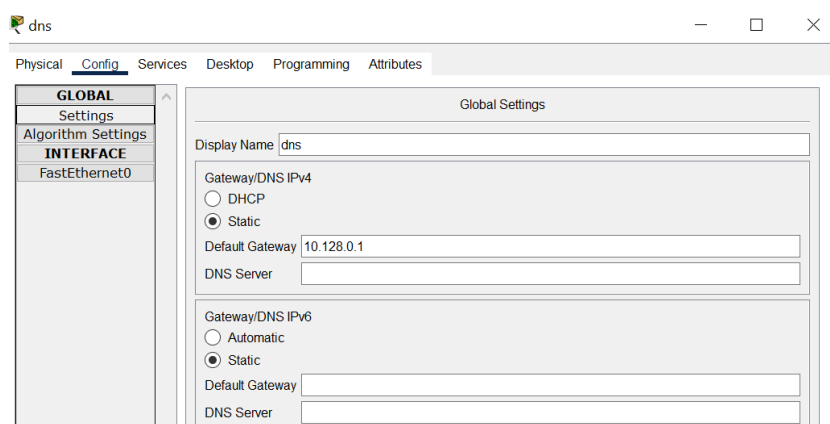 dns
Physical Config Services Desktop Programming Attributes
GLOBAL
Settings
Algorithm Settings
INTERFACE
FastEthernet0
Global Settings
Display Name dns
Gateway/DNS IPv4
DHCP
Static
Default Gateway 10.128.0.1
DNS Server
Gateway/DNS IPv6
Automatic
Static
Default Gateway
DNS Server